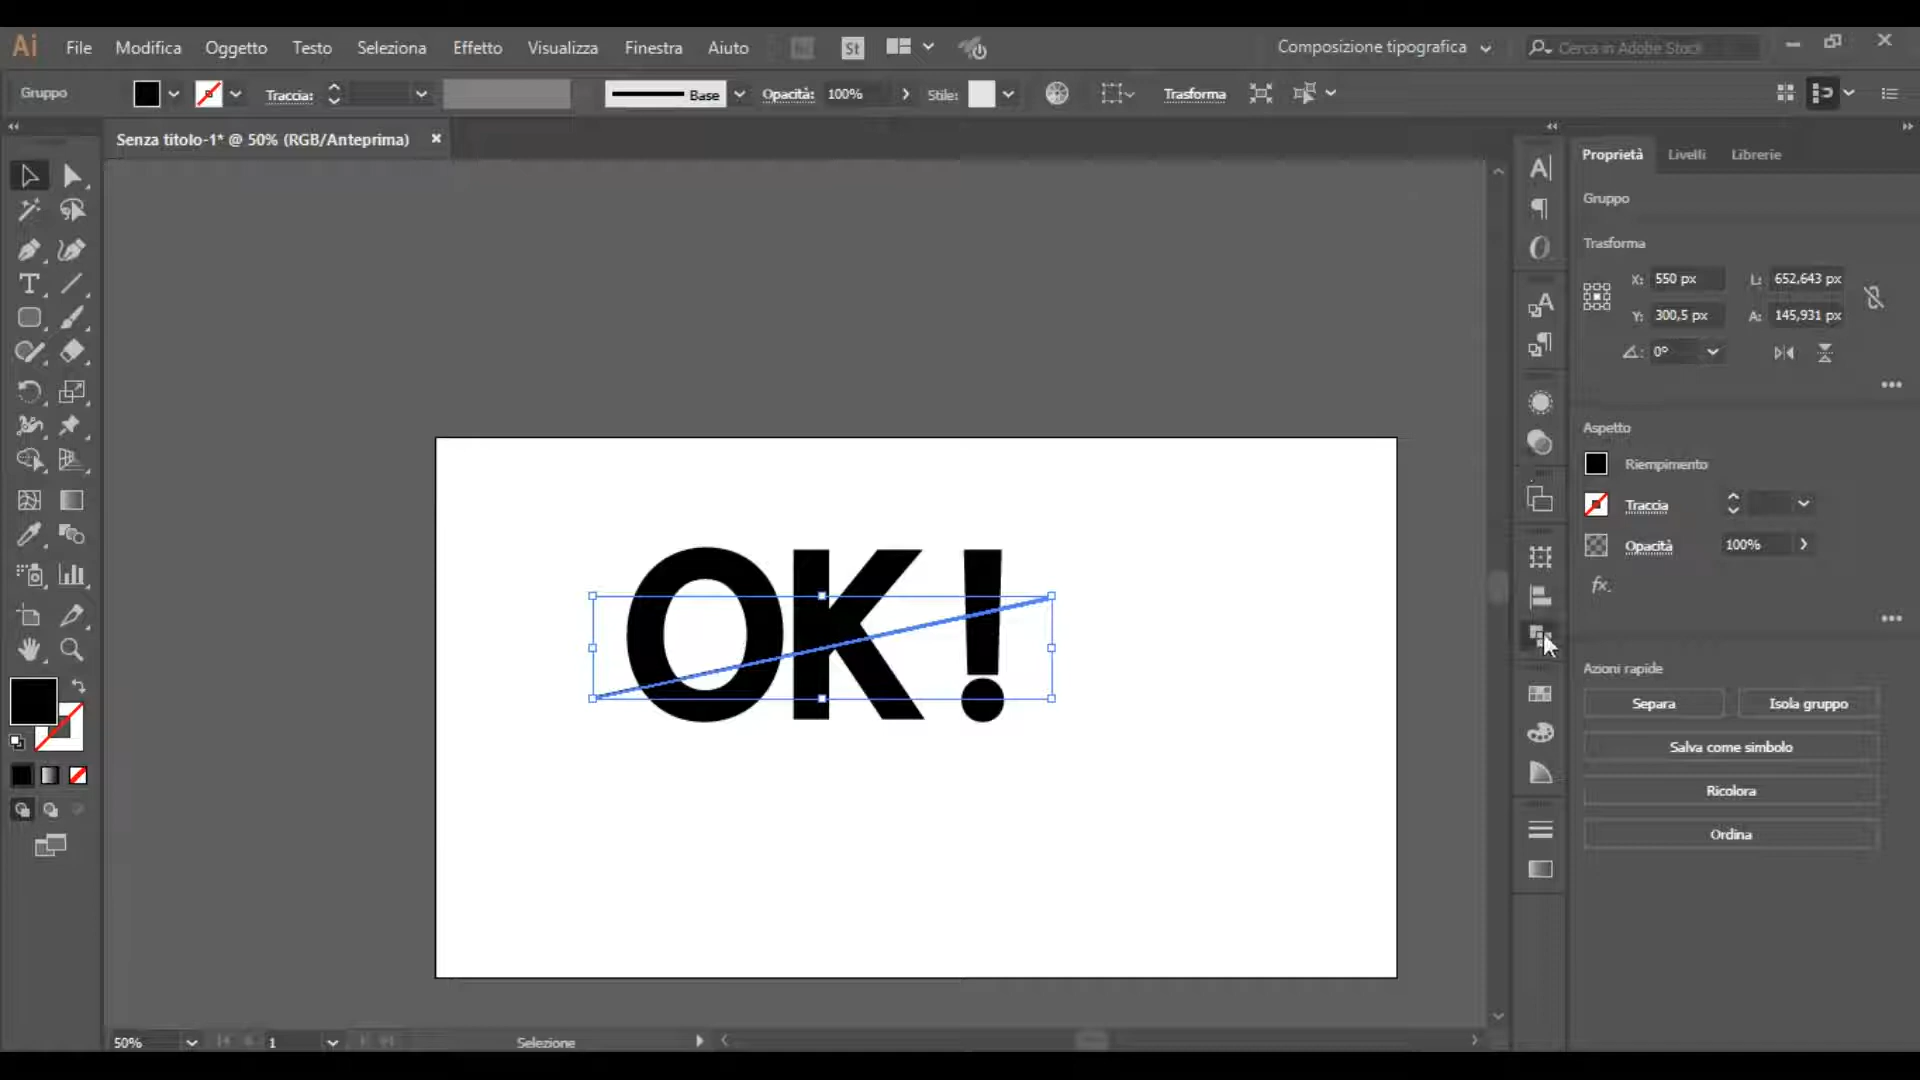 Ai File Modifica Oggetto Testo Seleziona Effetto Visualizza Finestra Aiuto St Composizione tipografica Cerca in Adobe Stock
Gruppo Traccia: Base Opacità: 100% Stile: Trasforma
Senza titolo-1* @ 50% (RGB/Anteprima)
Proprietà Livelli Librerie
Gruppo
Trasforma
X: 550 px L: 652,643 px
Y: 300,5 px A: 145,931 px
0°
Aspetto
Riempimento
Traccia
Opacità 100%
fx.
OK!
Azioni rapide
Separa Isola gruppo
Salva come simbolo
Ricolora
Ordina
50% 1 Selezione